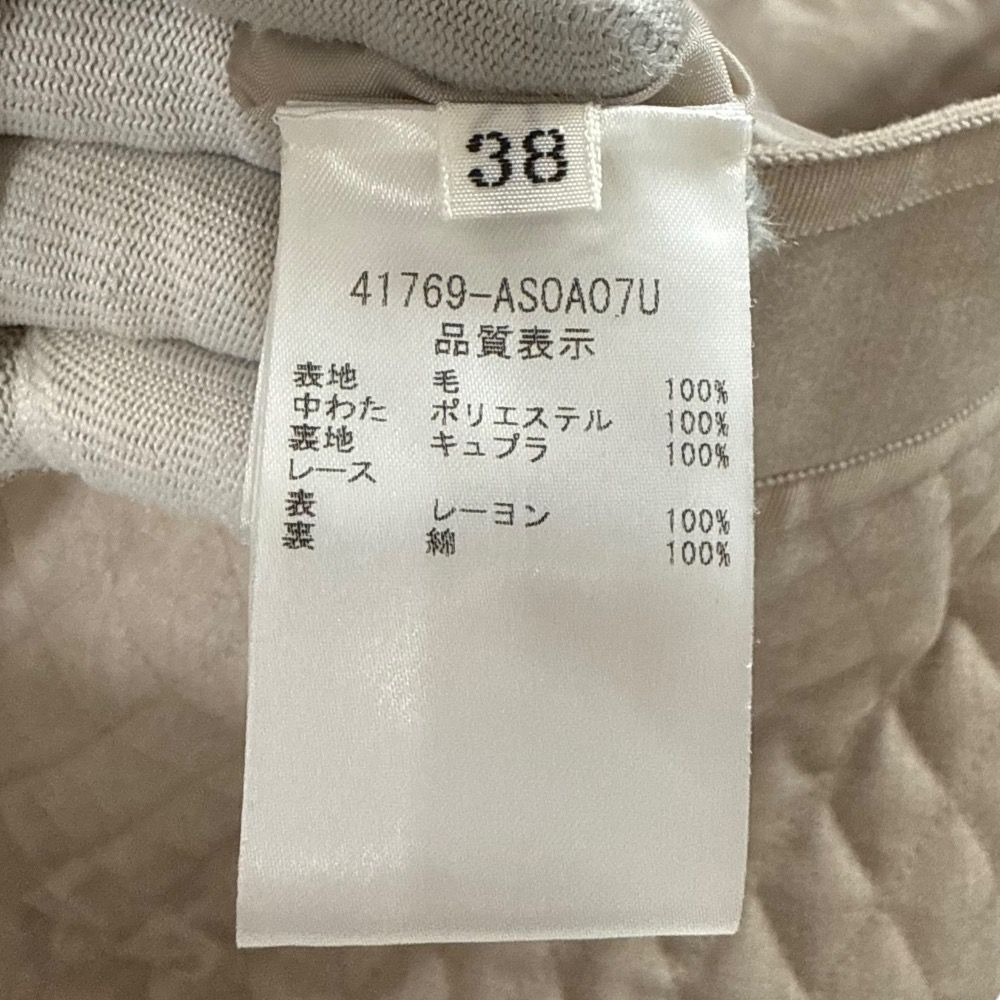 38
41769-AS0A07U
品質表示
表地 毛 100%
中わた ポリエステル 100%
裏地 キュプラ 100%
レース
表 レーヨン 100%
裏 綿 100%